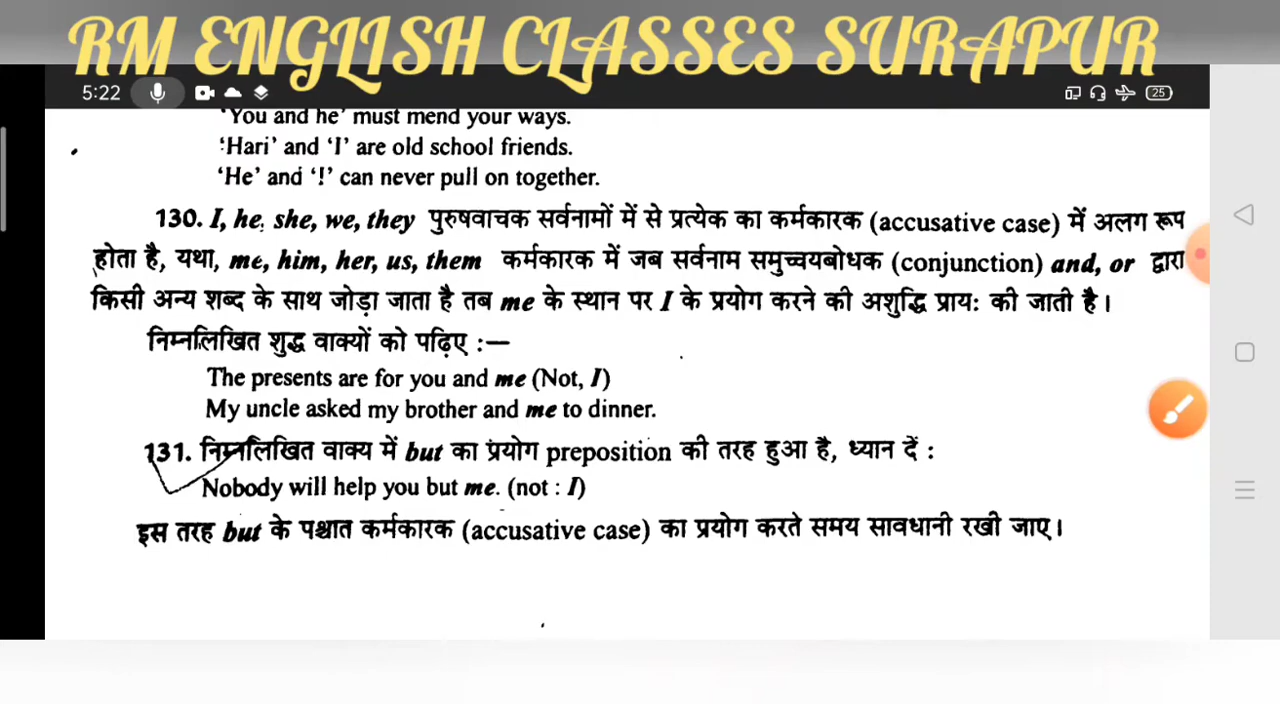 RM ENGLISH CLASSES SURAPUR
5:22
25
'You and he' must mend your ways.
'Hari' and 'I' are old school friends.
'He' and '!' can never pull on together.
130. I, he, she, we, they पुरुषवाचक सर्वनामों में से प्रत्येक का कर्मकारक (accusative case) में अलग रूप
होता है, यथा, me, him, her, us, them कर्मकारक में जब सर्वनाम समुच्चयबोधक (conjunction) and, or द्वारा
किसी अन्य शब्द के साथ जोड़ा जाता है तब me के स्थान पर I के प्रयोग करने की अशुद्धि प्राय: की जाती है।
निम्नलिखित शुद्ध वाक्यों को पढ़िए :—
The presents are for you and me (Not, I)
My uncle asked my brother and me to dinner.
131. निम्नलिखित वाक्य में but का प्रयोग preposition की तरह हुआ है, ध्यान दें :
Nobody will help you but me. (not : I)
इस तरह but के पश्चात कर्मकारक (accusative case) का प्रयोग करते समय सावधानी रखी जाए।